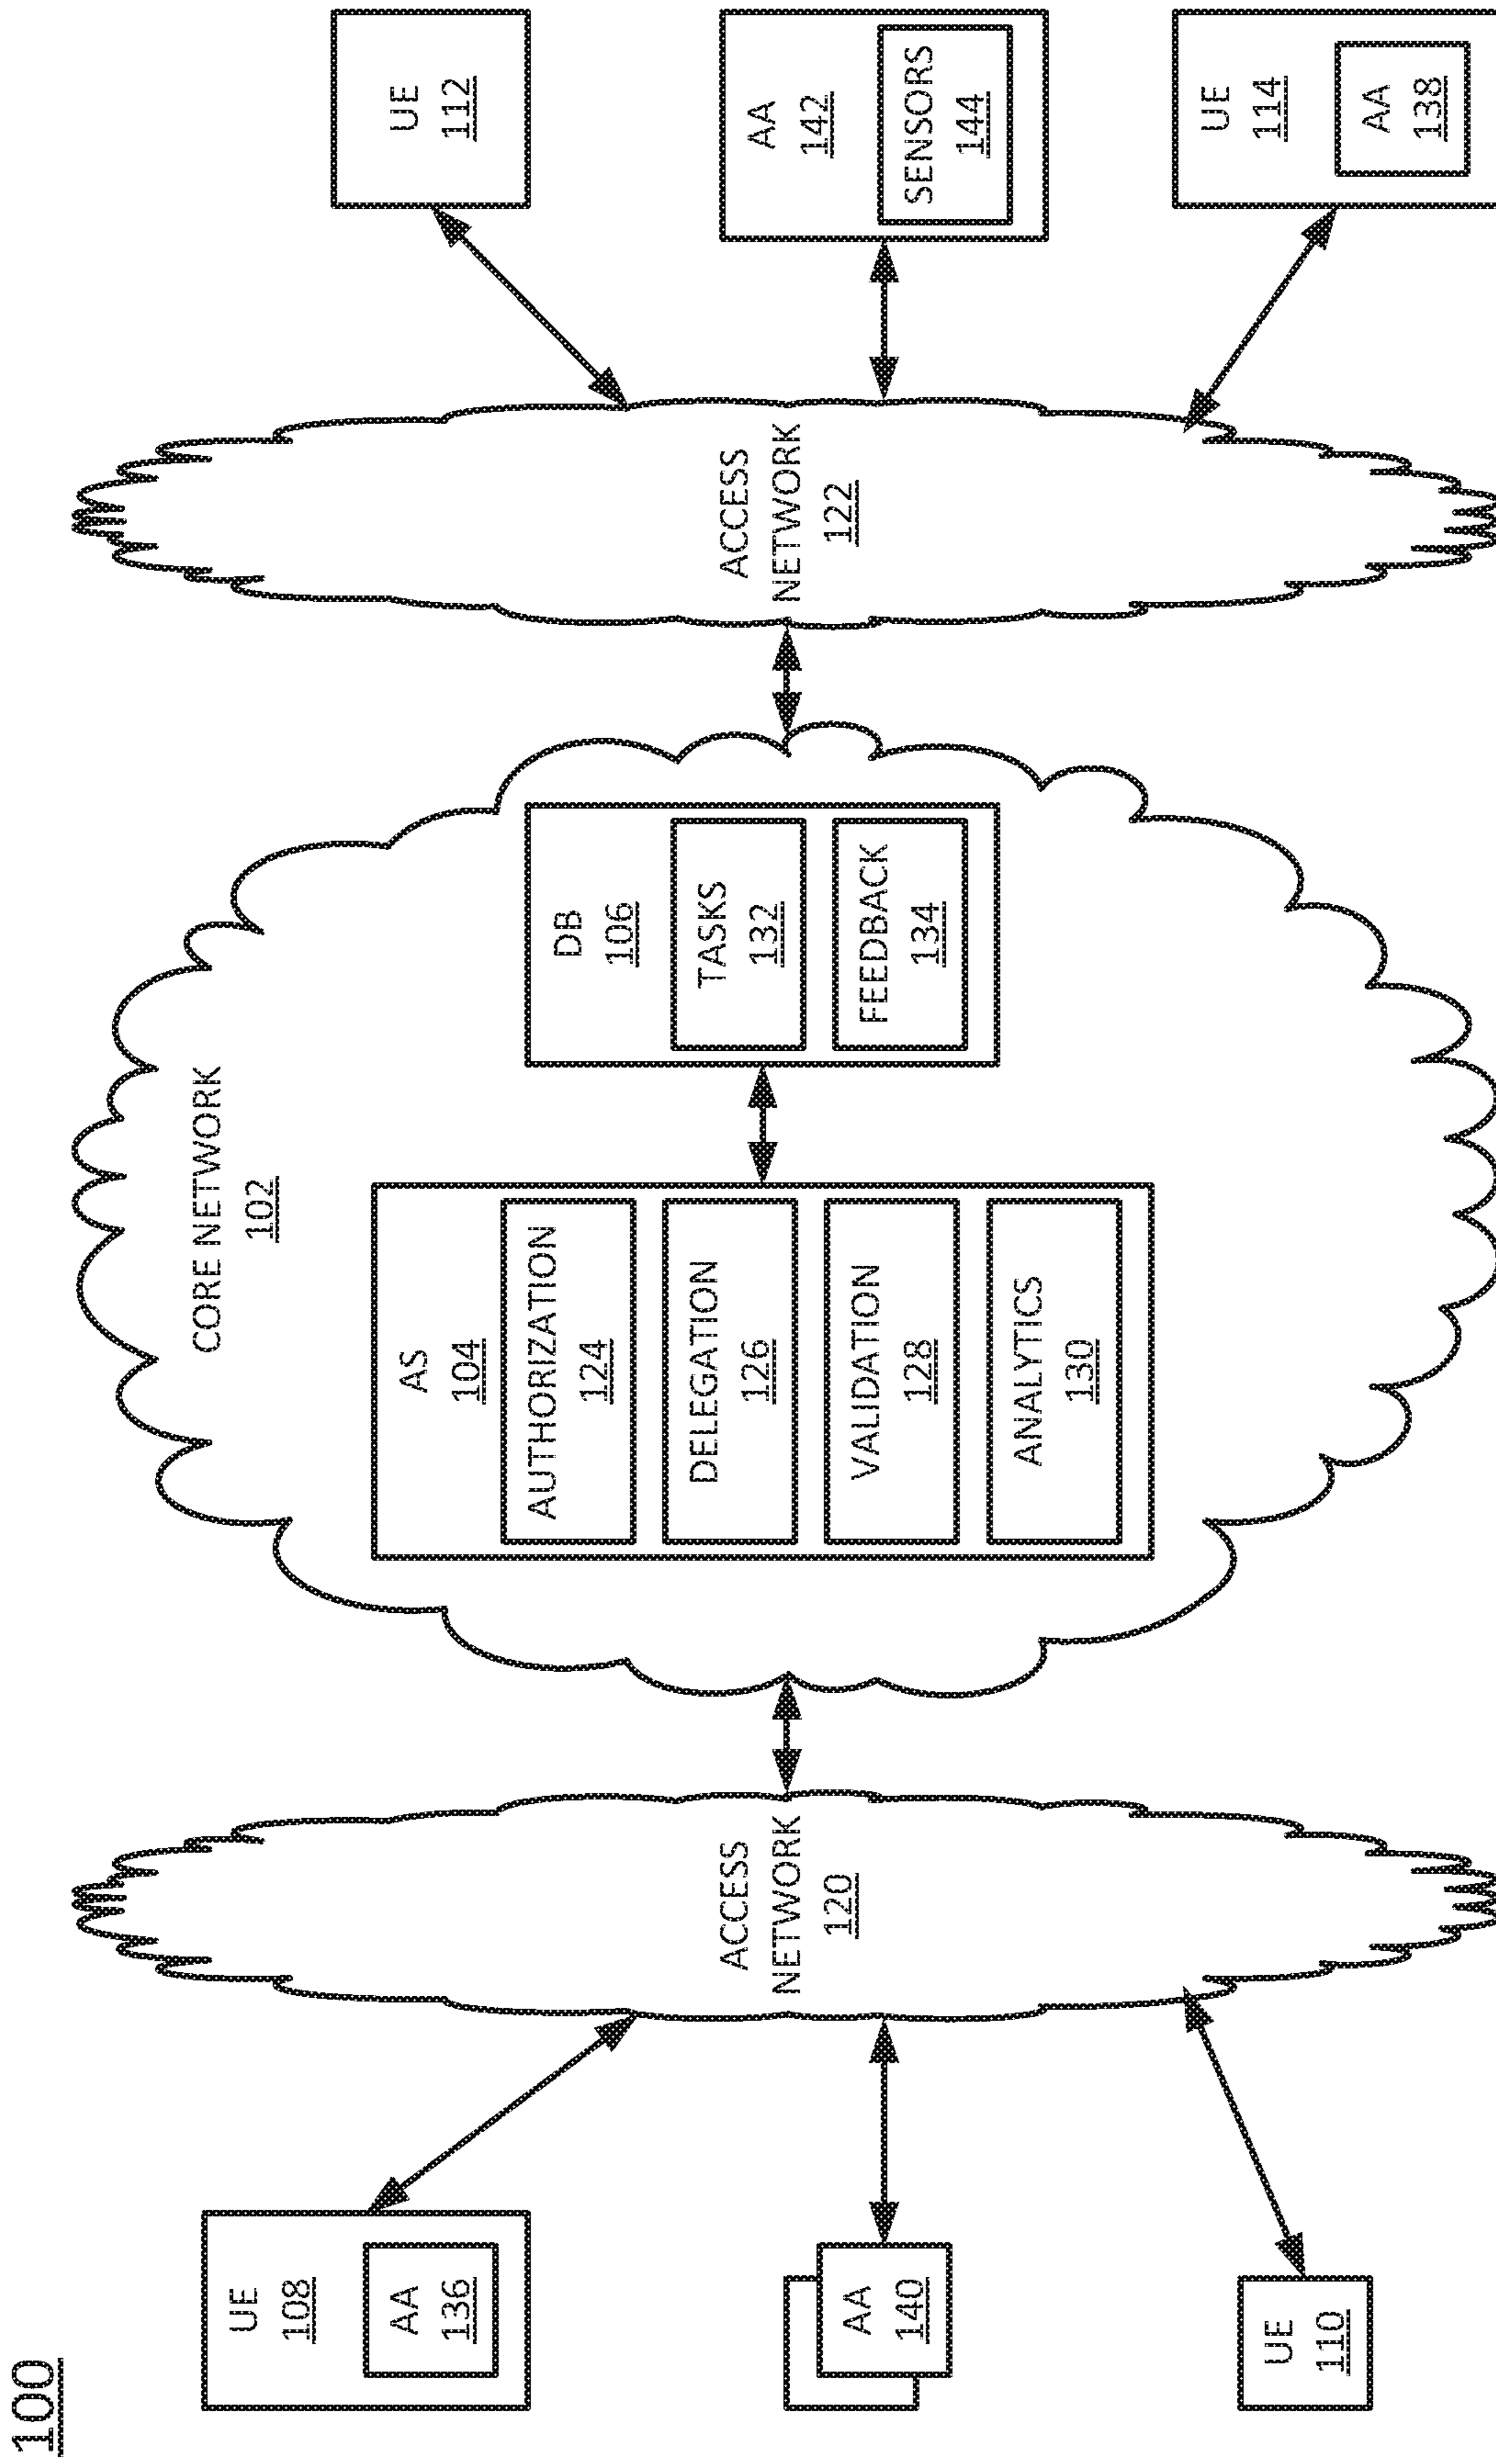 100
UE
108
AA
136
AA
140
UE
110
ACCESS
NETWORK
120
CORE NETWORK
102
AS
104
AUTHORIZATION
124
DELEGATION
126
VALIDATION
128
ANALYTICS
130
DB
106
TASKS
132
FEEDBACK
134
ACCESS
NETWORK
122
UE
112
AA
142
SENSORS
144
UE
114
AA
138